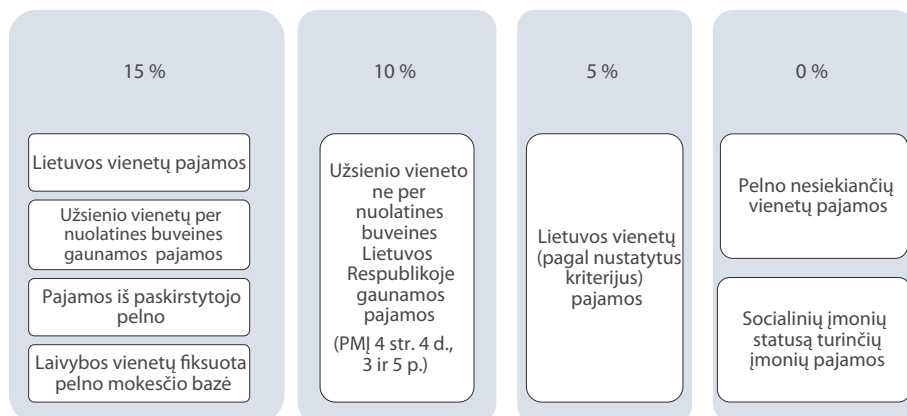 15 %
Lietuvos vienetų pajamos
Užsienio vienetų per
nuolatines buveines
gaunamos pajamos
Pajamos iš paskirstytojo
pelno
Laivybos vienetų fiksuota
pelno mokesčio bazė
10 %
Užsienio vieneto
ne per
nuolatines
buveines
Lietuvos
Respublikoje
gaunamos
pajamos
(PMĮ 4 str. 4 d.,
3 ir 5 p.)
5 %
Lietuvos vienetų
(pagal nustatytus
kriterijus)
pajamos
0 %
Pelno nesiekiančių
vienetų pajamos
Socialinių įmonių
statusą turinčių
įmonių pajamos